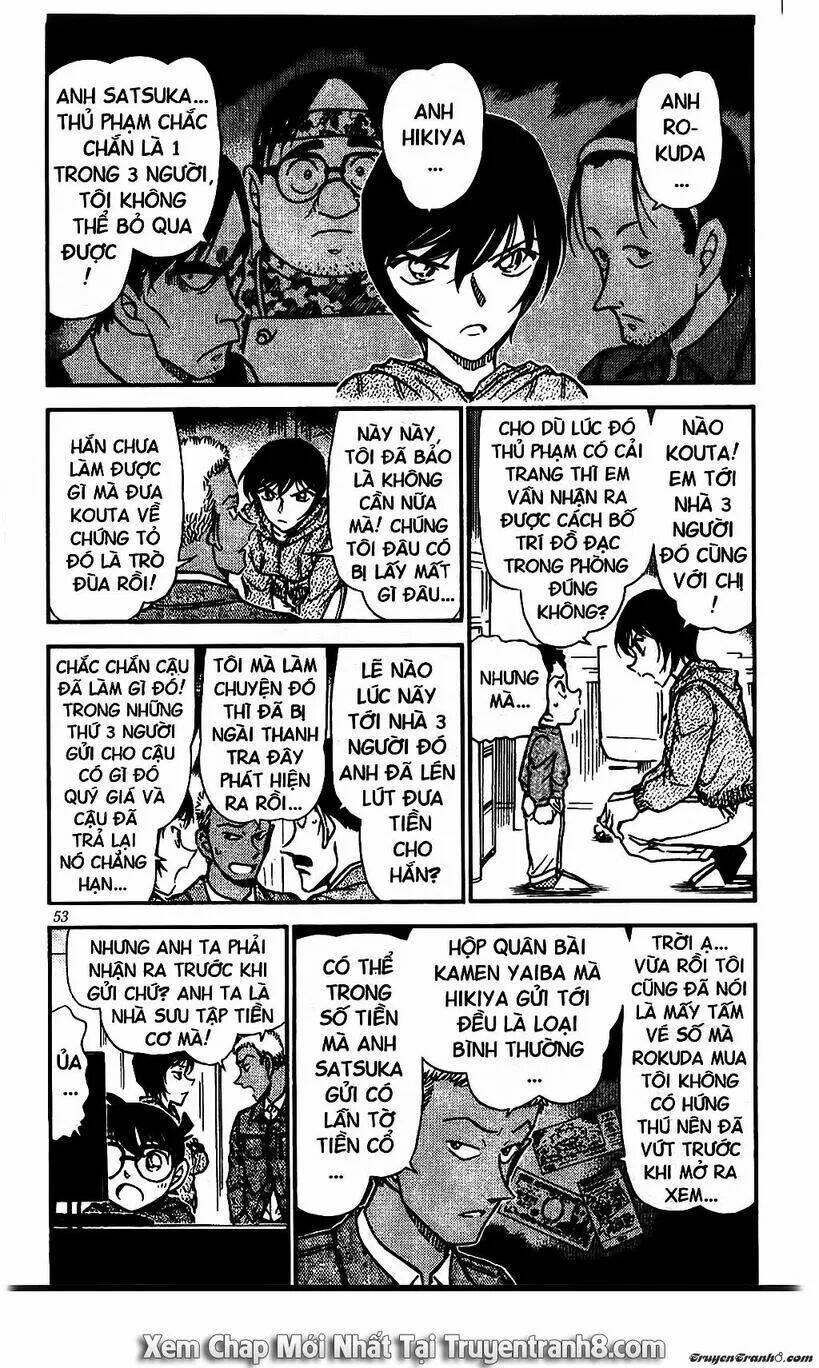 ANH
RO-
KUDA
...
ANH
HIKIYA
...
ANH SATSUKA...
THỦ PHẠM CHẮC
CHẮN LÀ 1
TRONG 3 NGƯỜI,
TÔI KHÔNG
THỂ BỎ QUA
ĐƯỢC
!
NÀO
KOUTA!
EM TỚI
NHÀ 3
NGƯỜI
ĐÓ CÙNG
VỚI CHỊ
!
CHO DÙ LÚC ĐÓ
THỦ PHẠM CÓ CẢI
TRANG THÌ EM
VẪN NHẬN RA
ĐƯỢC CÁCH BỐ
TRÍ ĐỒ ĐẠC
TRONG PHÒNG
ĐÚNG
KHÔNG?
NHƯNG
MÀ...
NÀY NÀY,
TÔI ĐÃ BẢO
LÀ KHÔNG
CẦN NỮA
MÀ! CHÚNG
TÔI ĐÂU CÓ
BỊ LẤY MẤT
GÌ ĐÂU...
HẮN CHƯA
LÀM ĐƯỢC
GÌ MÀ ĐƯA
KOUTA VỀ
CHỨNG TỎ
ĐÓ LÀ TRÒ
ĐÙA RỒI!
LẼ NÀO
LÚC NÃY
TỚI NHÀ 3
NGƯỜI ĐÓ
ANH ĐÃ LÉN
LÚT ĐƯA
TIỀN
CHO
HẮN?
TÔI MÀ LÀM
CHUYỆN ĐÓ
THÌ ĐÃ BỊ
NGÀI THANH
TRA ĐÂY
PHÁT HIỆN
RA RỒI...
CHẮC CHẮN CẬU
ĐÃ LÀM GÌ ĐÓ!
TRONG NHỮNG
THỨ 3 NGƯỜI
GỬI CHO CẬU
CÓ GÌ ĐÓ
QUÝ GIÁ VÀ
CẬU ĐÃ
TRẢ LẠI
NÓ CHẲNG
HẠN...
53
TRỜI Ạ...
VỪA RỒI TÔI
CŨNG ĐÃ NÓI
LÀ MẤY TẤM
VÉ SỐ MÀ
ROKUDA MUA
TÔI KHÔNG
CÓ HỨNG
THÚ NÊN ĐÃ
VỨT TRƯỚC
KHI MỞ RA
XEM...
HỘP QUÂN BÀI
KAMEN YAIBA MÀ
HIKIYA GỬI TỚI
ĐỀU LÀ LOẠI
BÌNH THƯỜNG
...
CÓ THỂ
TRONG
SỐ TIỀN
MÀ ANH
SATSUKA
GỬI CÓ
LẪN TỜ
TIỀN CỔ
...
NHƯNG ANH TA PHẢI
NHẬN RA TRƯỚC KHI
GỬI CHỨ? ANH TA LÀ
NHÀ SƯU TẬP TIỀN
CƠ MÀ!
ỦA
...
Xem Chap Mới Nhất Tại Truyentranh8.com
TruyenTranh8.com